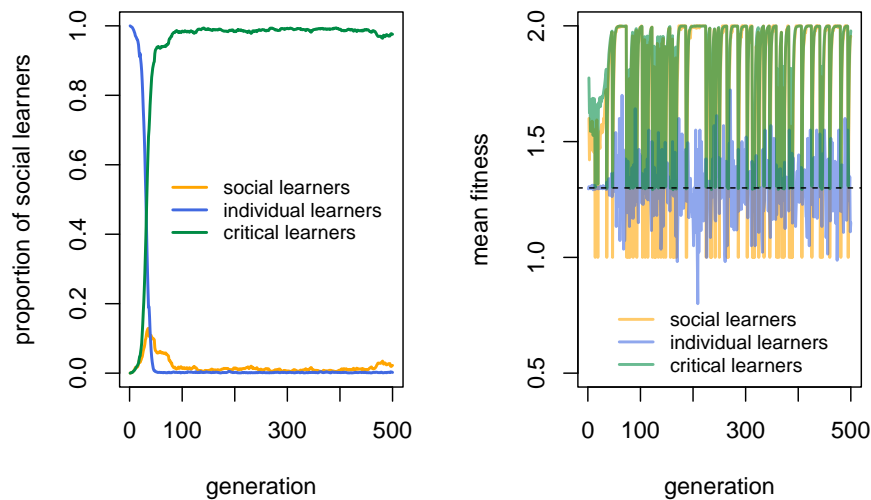 proportion of social learners
1.0
0.8
0.6
0.4
0.2
0.0
social learners
individual learners
critical learners
0 100 300 500
generation
mean fitness
2.0
1.5
1.0
0.5
social learners
individual learners
critical learners
0 100 300 500
generation